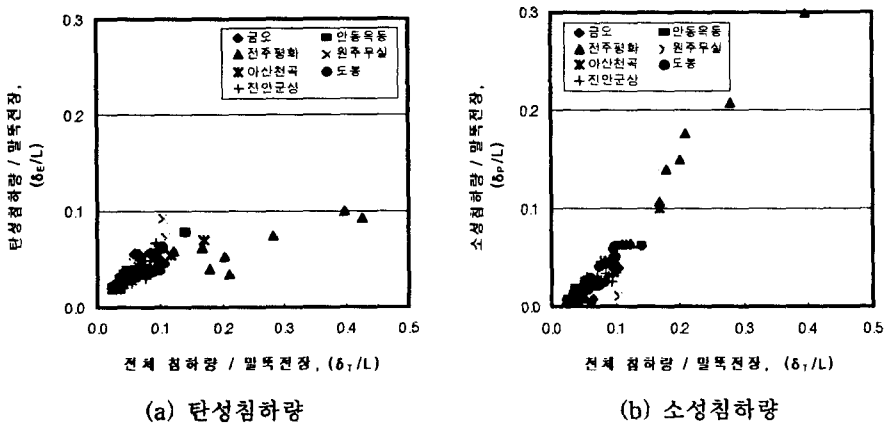 0.3
0.2
0.1
0.0
탄성침하량 / 말뚝전장,
(δE/L)
금오
안동옥동
전주평화
원주무실
아산천곡
도봉
진안군상
0.0 0.1 0.2 0.3 0.4 0.5
전체 침하량 / 말뚝전장, (δT/L)
(a) 탄성침하량
0.3
0.2
0.1
0.0
소성침하량 / 말뚝전장,
(δP/L)
금오
안동옥동
전주평화
원주무실
아산천곡
도봉
진안군상
0.0 0.1 0.2 0.3 0.4 0.5
전체 침하량 / 말뚝전장, (δT/L)
(b) 소성침하량